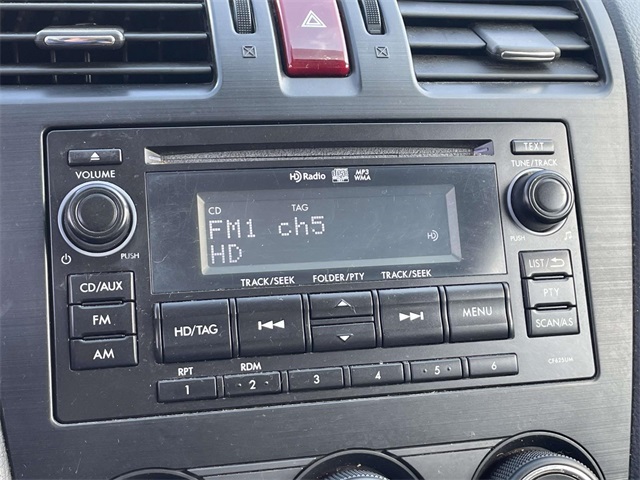 TEXT
VOLUME
TUNE/TRACK
HD Radio
MP3
WMA
CD
TAG
FM1 ch5
HD
PUSH
PUSH
TRACK/SEEK
FOLDER/PTY
TRACK/SEEK
CD/AUX
FM
AM
HD/TAG
MENU
LIST/
PTY
SCAN/AS
RPT
RDM
1
2
3
4
5
6
CF625UM